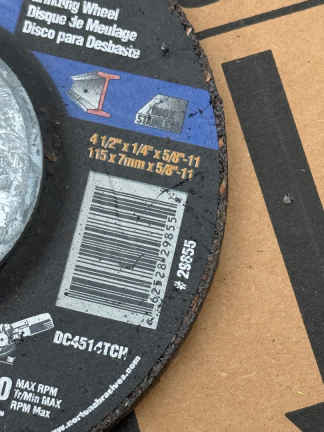 Grinding Wheel
Disque de Meulage
Disco para Desbaste
4 1/2" x 1/4" x 5/8"-11
115 x 7mm x 5/8"-11
# 29855
DC4514TCH
MAX RPM
Tr/Min MAX
RPM Max